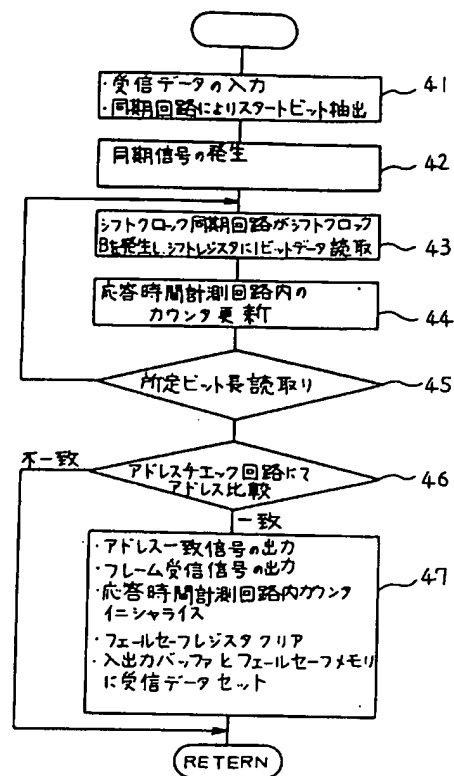 ・受信データの入力
・同期回路によりスタートビット抽出
41
同期信号の発生
42
シフトクロック同期回路がシフトクロック
Bを発生し、シフトレジスタに1ビットデータ読取
43
応答時間計測回路内の
カウンタ更新
44
所定ビット長読取り
45
不一致
アドレスチエック回路にて
アドレス比較
46
一致
・アドレス一致信号の出力
・フレーム受信信号の出力
・応答時間計測回路内カウンタ
イニシャライズ
・フェールセーフレジスタクリア
・入出力バッファとフェールセーフメモリ
に受信データセット
47
RETERN